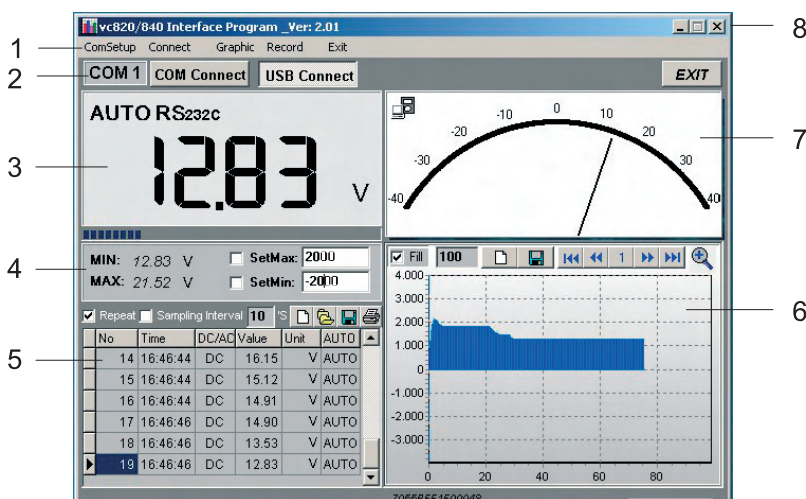 vc820/840 Interface Program _Ver: 2.01
8
1
ComSetup Connect Graphic Record Exit
2
COM 1 COM Connect USB Connect EXIT
3
AUTO RS232C
12.83 V
-40 -30 -20 -10 0 10 20 30 40
7
4
MIN: 12.83 V SetMax: 2000
MAX: 21.52 V SetMin: -2000
Repeat Sampling Interval 10 'S
5
No Time DC/AC Value Unit AUTO
14 16:46:44 DC 16.15 V AUTO
15 16:46:44 DC 15.12 V AUTO
16 16:46:44 DC 14.91 V AUTO
17 16:46:46 DC 14.90 V AUTO
18 16:46:46 DC 13.53 V AUTO
19 16:46:46 DC 12.83 V AUTO
Fill 100 1
6
4.000
3.000
2.000
1.000
0
-1.000
-2.000
-3.000
0 20 40 60 80